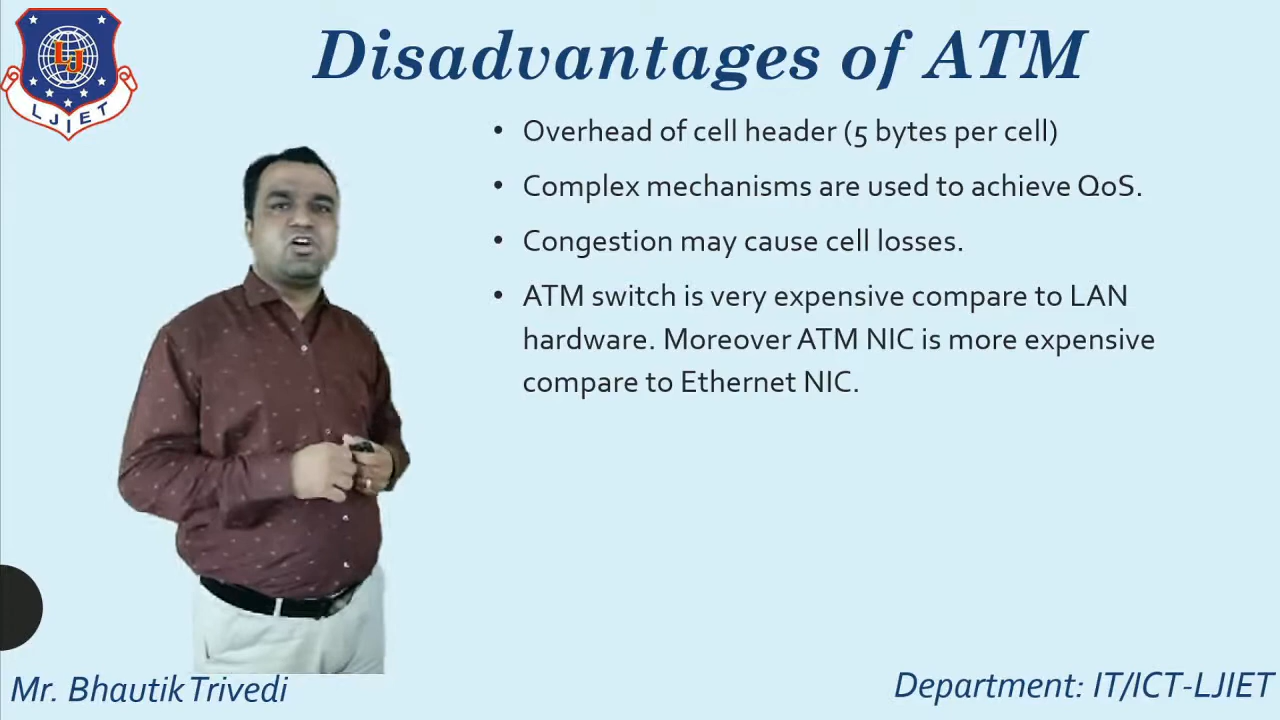 LJ
LJIET
Disadvantages of ATM
• Overhead of cell header (5 bytes per cell)
• Complex mechanisms are used to achieve QoS.
• Congestion may cause cell losses.
• ATM switch is very expensive compare to LAN
hardware. Moreover ATM NIC is more expensive
compare to Ethernet NIC.
Mr. Bhautik Trivedi
Department: IT/ICT-LJIET